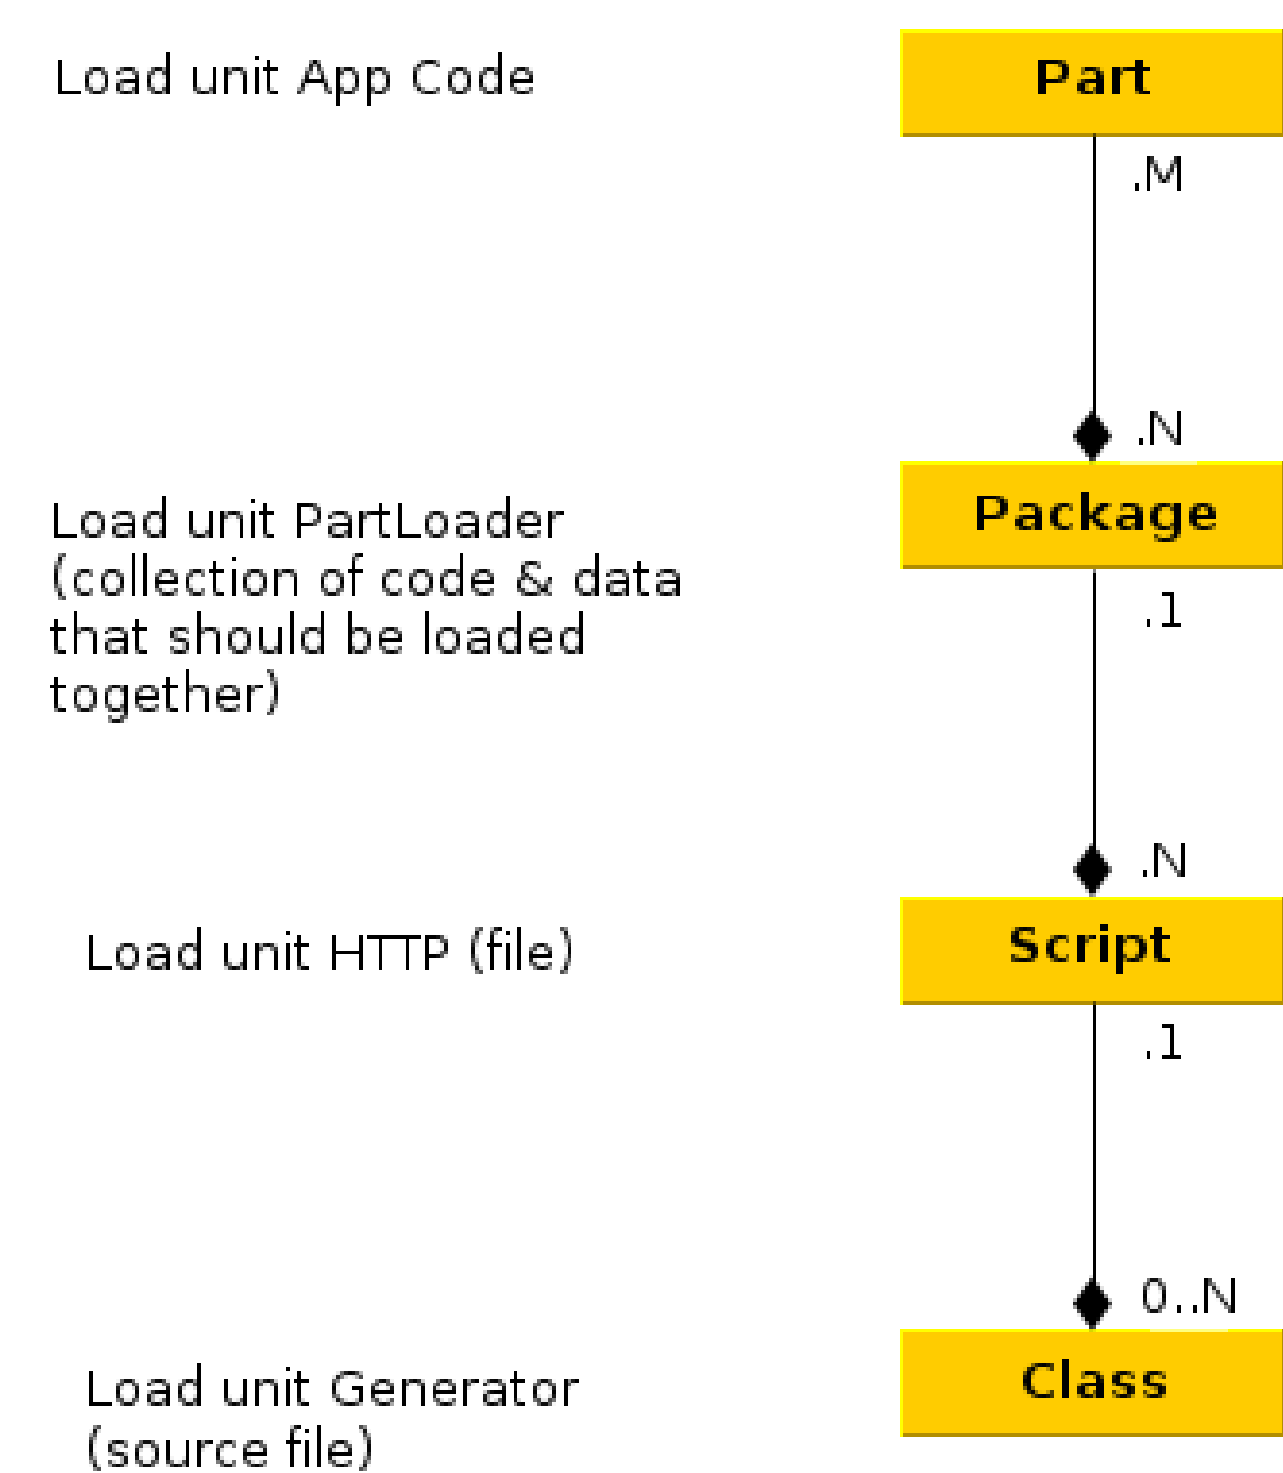 Load unit App Code
Part
.M
.N
Package
Load unit PartLoader
(collection of code & data
that should be loaded
together)
.1
.N
Script
Load unit HTTP (file)
.1
0..N
Class
Load unit Generator
(source file)